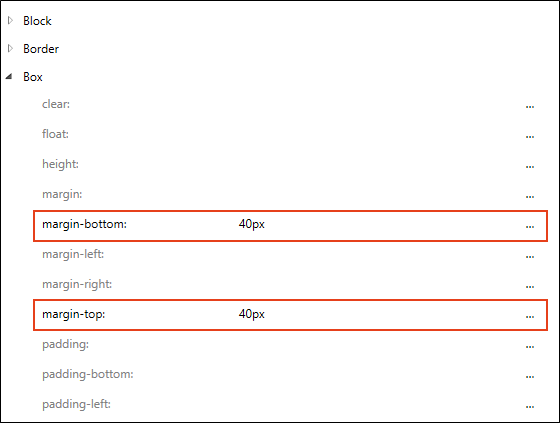 Block
Border
Box
clear: ...
float: ...
height: ...
margin: ...
margin-bottom: 40px ...
margin-left: ...
margin-right: ...
margin-top: 40px ...
padding: ...
padding-bottom: ...
padding-left: ...